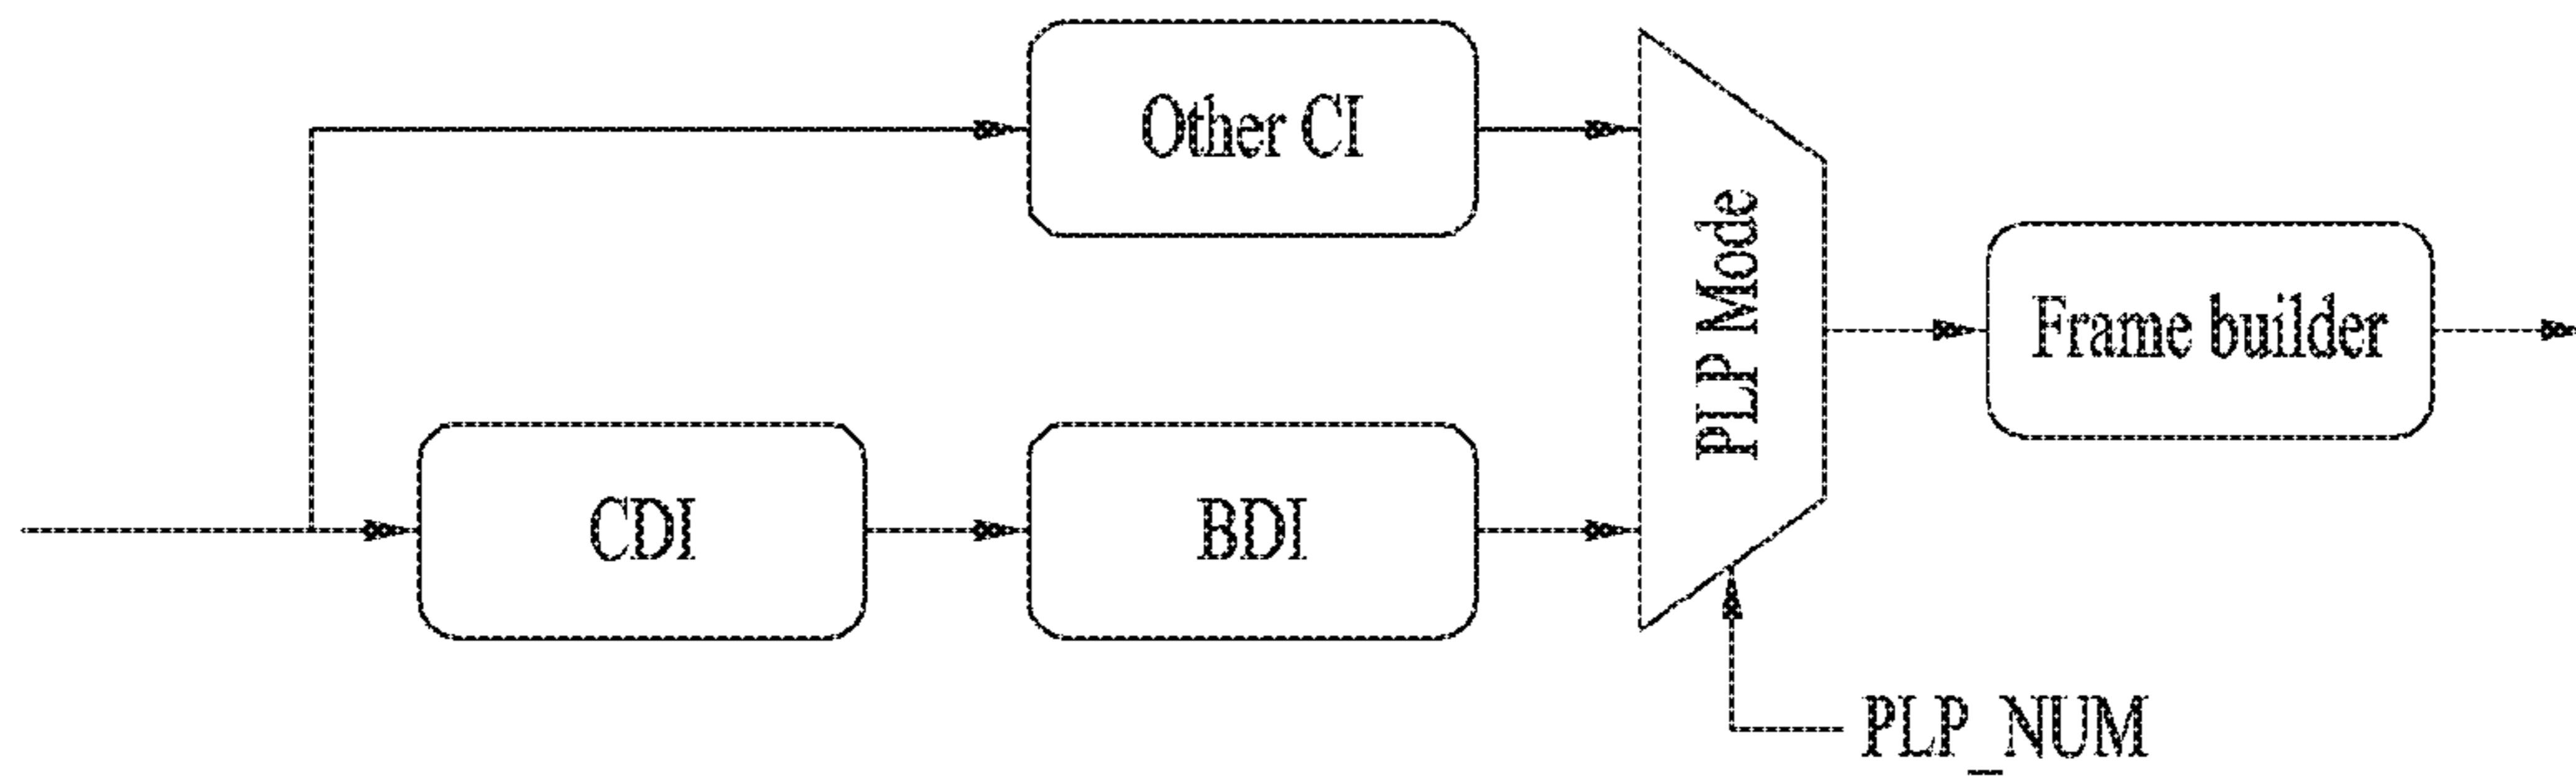 Other CI
PLP Mode
Frame builder
CDI
BDI
PLP_NUM